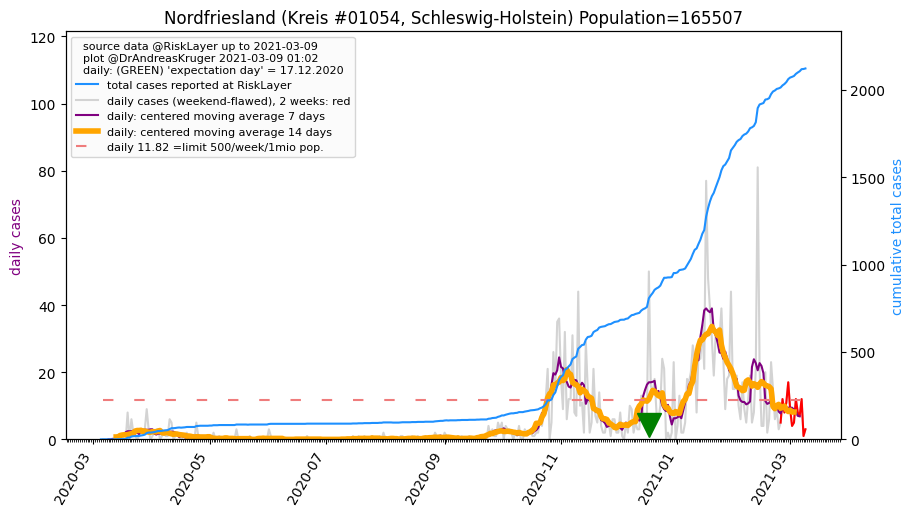 Nordfriesland (Kreis #01054, Schleswig-Holstein) Population=165507
source data @RiskLayer up to 2021-03-09
plot @DrAndreasKruger 2021-03-09 01:02
daily: (GREEN) 'expectation day' = 17.12.2020
total cases reported at RiskLayer
daily cases (weekend-flawed), 2 weeks: red
daily: centered moving average 7 days
daily: centered moving average 14 days
daily 11.82 =limit 500/week/1mio pop.
daily cases
120
100
80
60
40
20
0
cumulative total cases
2000
1500
1000
500
0
2020-03
2020-05
2020-07
2020-09
2020-11
2021-01
2021-03